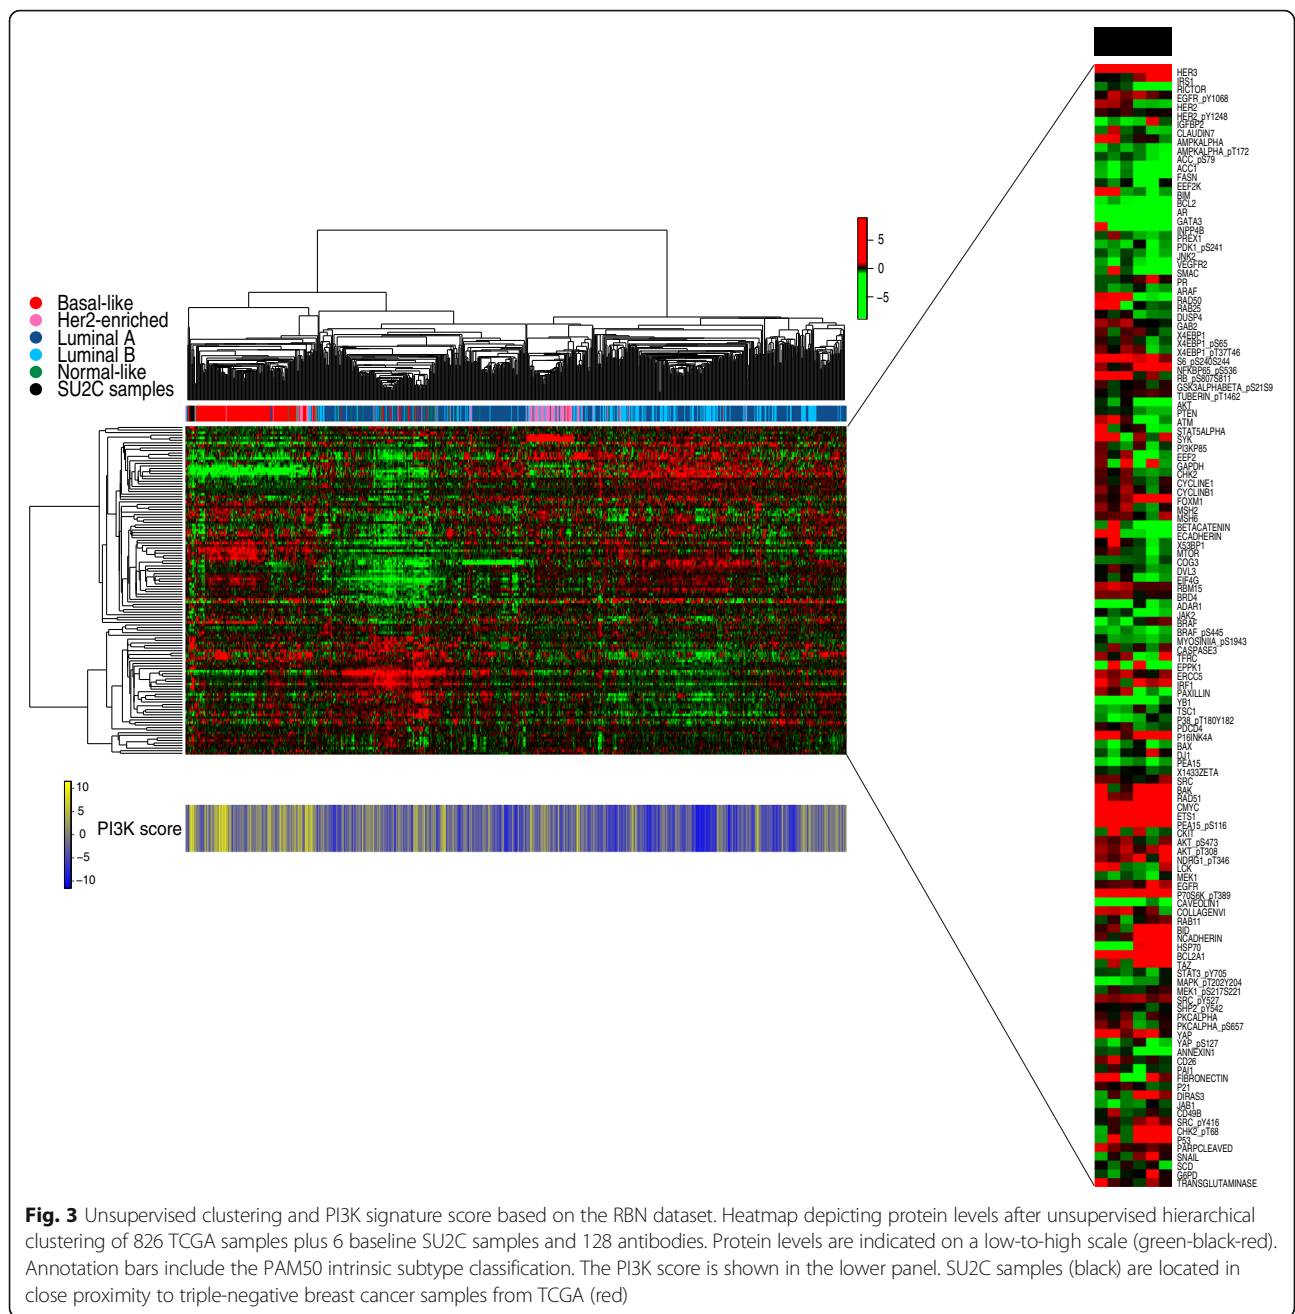 5
0
−5
Basal-like
Her2-enriched
Luminal A
Luminal B
Normal-like
SU2C samples
10
5
0
−5
−10
PI3K score
HER3
IRS1
RICTOR
EGFR_pY1068
HER2
HER2_pY1248
IGFBP2
CLAUDIN7
AMPKALPHA
AMPKALPHA_pT172
ACC_pS79
ACC1
FASN
EEF2K
BIM
BCL2
AR
GATA3
INPP4B
PREX1
PDK1_pS241
JNK2
VEGFR2
SMAC
PR
ARAF
RAD50
RAB25
DUSP4
GAB2
X4EBP1
X4EBP1_pS65
X4EBP1_pT37T46
S6_pS240S244
NFKBP65_pS536
RB_pS807S811
GSK3ALPHABETA_pS21S9
TUBERIN_pT1462
AKT
PTEN
ATM
STAT5ALPHA
SYK
PI3KP85
EEF2
GAPDH
CHK2
CYCLINE1
CYCLINB1
FOXM1
MSH2
MSH6
BETACATENIN
ECADHERIN
X53BP1
MTOR
COG3
DVL3
EIF4G
RBM15
BRD4
ADAR1
JAK2
BRAF
BRAF_pS445
MYOSINIIA_pS1943
CASPASE3
TFRC
EPPK1
ERCC5
IRF1
PAXILLIN
YB1
TSC1
P38_pT180Y182
PDCD4
P16INK4A
BAX
DJ1
PEA15
X1433ZETA
SRC
BAK
RAD51
CMYC
ETS1
PEA15_pS116
CKIT
AKT_pS473
AKT_pT308
NDRG1_pT346
LCK
MEK1
EGFR
P70S6K_pT389
CAVEOLIN1
COLLAGENVI
RAB11
BID
NCADHERIN
HSP70
BCL2A1
TAZ
STAT3_pY705
MAPK_pT202Y204
MEK1_pS217S221
SRC_pY527
SHP2_pY542
PKCALPHA
PKCALPHA_pS657
YAP
YAP_pS127
ANNEXIN1
CD26
PAI1
FIBRONECTIN
P21
DIRAS3
JAB1
CD49B
SRC_pY416
CHK2_pT68
P53
PARPCLEAVED
SNAIL
SCD
G6PD
TRANSGLUTAMINASE
Fig. 3 Unsupervised clustering and PI3K signature score based on the RBN dataset. Heatmap depicting protein levels after unsupervised hierarchical
clustering of 826 TCGA samples plus 6 baseline SU2C samples and 128 antibodies. Protein levels are indicated on a low-to-high scale (green-black-red).
Annotation bars include the PAM50 intrinsic subtype classification. The PI3K score is shown in the lower panel. SU2C samples (black) are located in
close proximity to triple-negative breast cancer samples from TCGA (red)